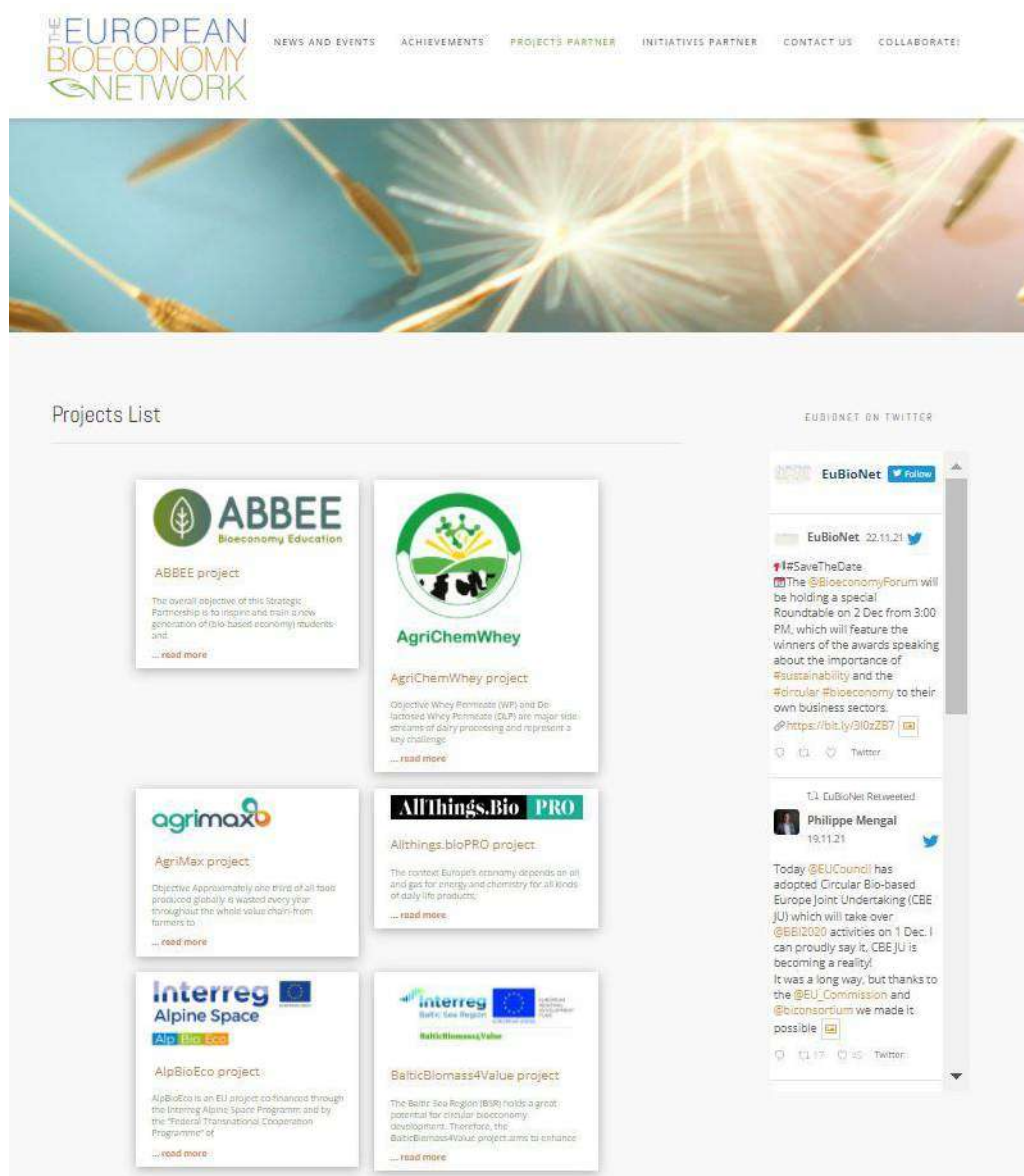 THE EUROPEAN
BIOECONOMY
NETWORK
NEWS AND EVENTS
ACHIEVEMENTS
PROJECTS PARTNER
INITIATIVES PARTNER
CONTACT US
COLLABORATE!
Projects List
ABBEE
Bioeconomy Education
ABBEE project
The overall objective of this Strategic
Partnership is to inspire and train a new
generation of (bio-based economy) students
and
... read more
AgriChemWhey
AgriChemWhey project
Objective Whey Permeate (WP) and De-
lactosed Whey Permeate (DLP) are major side
streams of dairy processing and represent a
key challenge
... read more
agrimax
AgriMax project
Objective Approximately one third of all food
produced globally is wasted every year
throughout the whole value chain-from
farmers to
... read more
AllThings.Bio PRO
Allthings.bioPRO project
The context Europe's economy depends on oil
and gas for energy and chemistry for all kinds
of daily life products;
... read more
Interreg
Alpine Space
Alp Bio Eco
AlpBioEco project
AlpBioEco is an EU project co-financed through
the Interreg Alpine Space Programm and by
the "Federal Transnational Cooperation
Programme" of
... read more
Interreg
Baltic Sea Region
EUROPEAN
REGIONAL
DEVELOPMENT
FUND
BalticBiomass4Value
BalticBiomass4Value project
The Baltic Sea Region (BSR) holds a great
potential for circular bioeconomy
development. Therefore, the
BalticBiomass4Value project aims to enhance
... read more
EUBIONET ON TWITTER
EuBioNet Follow
EuBioNet 22.11.21
#SaveTheDate
The @BioeconomyForum will
be holding a special
Roundtable on 2 Dec from 3:00
PM, which will feature the
winners of the awards speaking
about the importance of
#sustainability and the
#circular #bioeconomy to their
own business sectors.
https://bit.ly/3l0zZB7
Twitter
EuBioNet Retweeted
Philippe Mengal
19.11.21
Today @EUCouncil has
adopted Circular Bio-based
Europe Joint Undertaking (CBE
JU) which will take over
@BBI2020 activities on 1 Dec. I
can proudly say it, CBE JU is
becoming a reality!
It was a long way, but thanks to
the @EU_Commission and
@biconsortium we made it
possible
17 Twitter